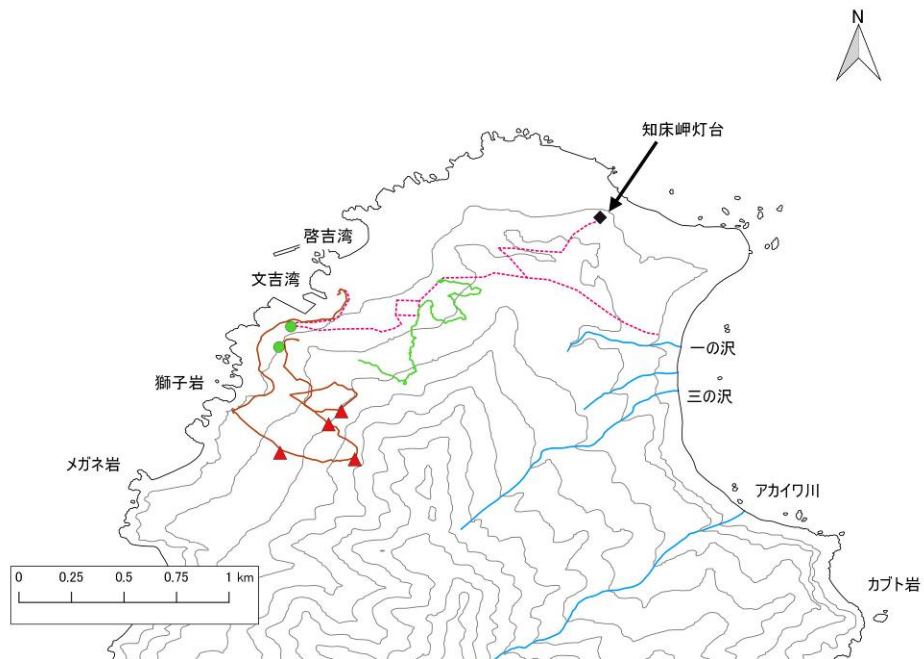 N
知床岬灯台
啓吉湾
文吉湾
一の沢
獅子岩
三の沢
メガネ岩
アカイワ川
0 0.25 0.5 0.75 1 km
カブト岩